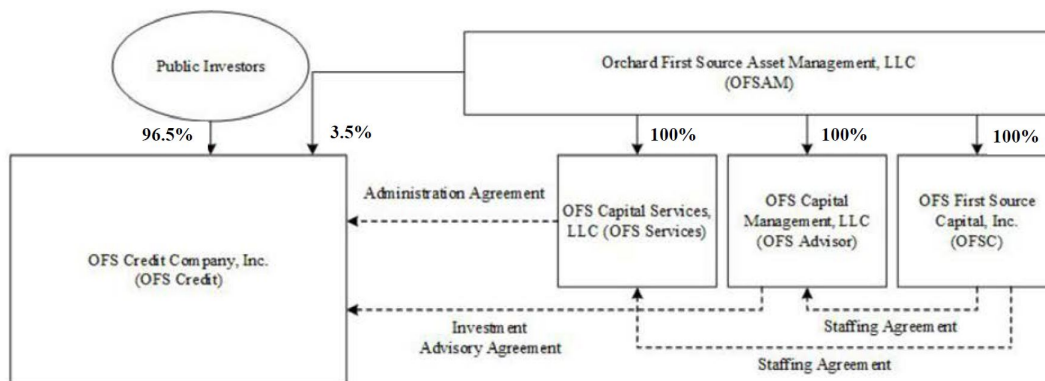 Public Investors
Orchard First Source Asset Management, LLC
(OFSAM)
96.5%
3.5%
100%
100%
100%
Administration Agreement
OFS Capital Services,
LLC (OFS Services)
OFS Capital
Management, LLC
(OFS Advisor)
OFS First Source
Capital, Inc.
(OFSC)
OFS Credit Company, Inc.
(OFS Credit)
Investment
Advisory Agreement
Staffing Agreement
Staffing Agreement